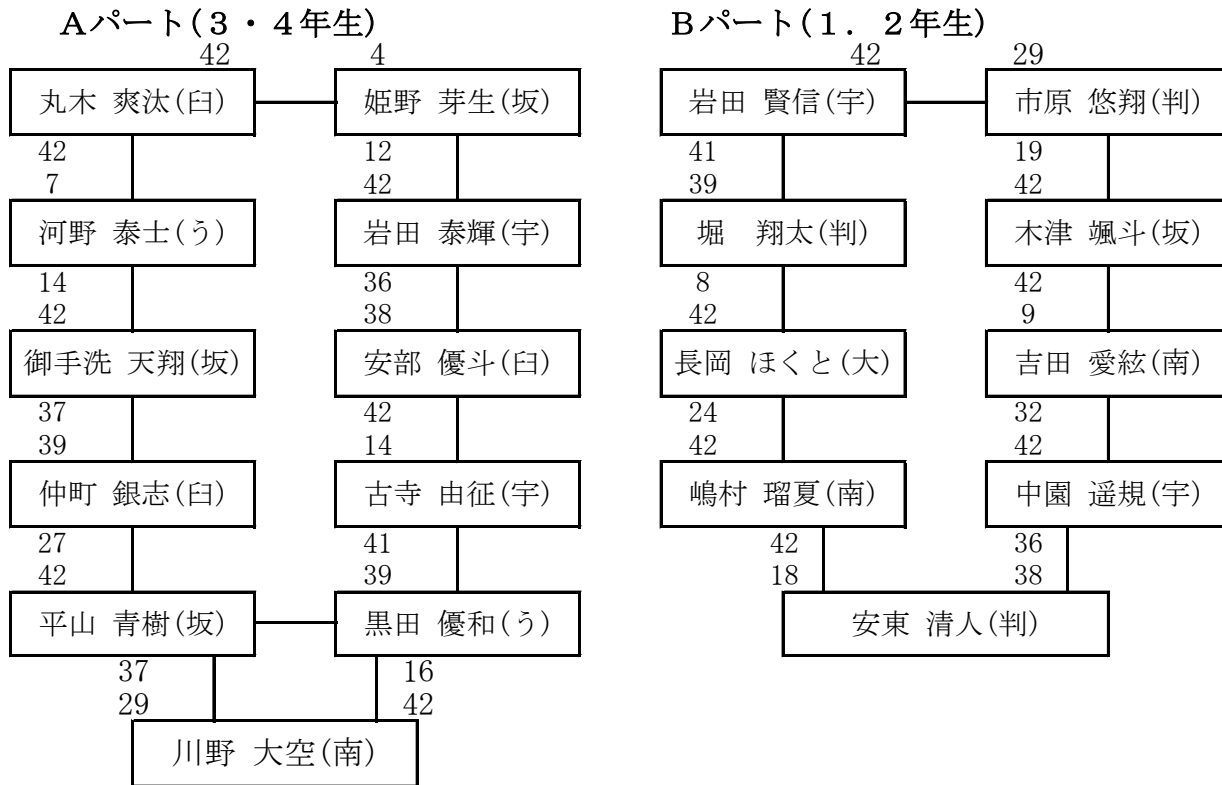 Aパート(3・4年生)
42 4
丸木 爽汰(臼) 姫野 芽生(坂)
42 12
7 42
河野 泰士(う) 岩田 泰輝(宇)
14 36
42 38
御手洗 天翔(坂) 安部 優斗(臼)
37 42
39 14
仲町 銀志(臼) 古寺 由征(宇)
27 41
42 39
平山 青樹(坂) 黒田 優和(う)
37 16
29 42
川野 大空(南)
Bパート(1．2年生)
42 29
岩田 賢信(宇) 市原 悠翔(判)
41 19
39 42
堀　翔太(判) 木津 颯斗(坂)
8 42
42 9
長岡 ほくと(大) 吉田 愛絃(南)
24 32
42 42
嶋村 瑠夏(南) 中園 遥規(宇)
42 36
18 38
安東 清人(判)